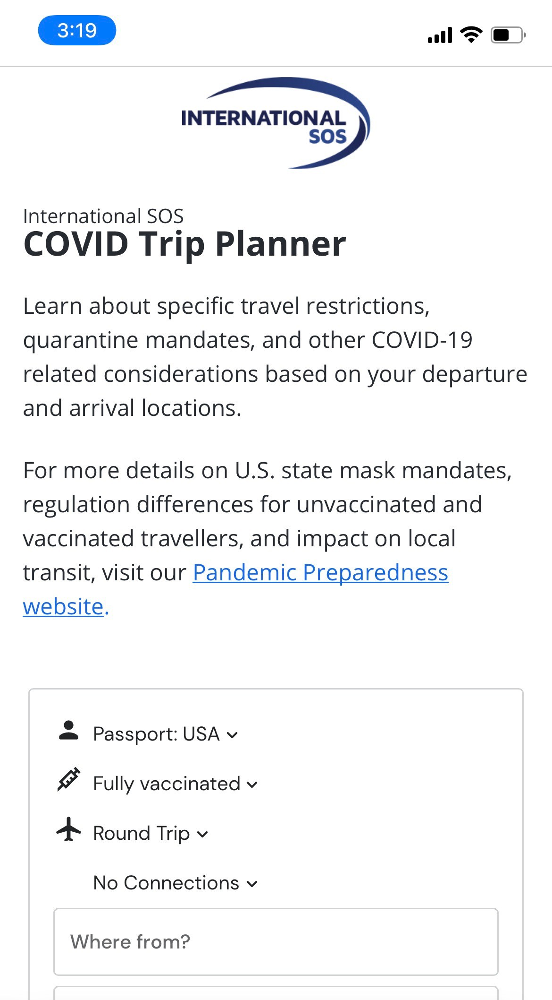 3:19
INTERNATIONAL
SOS
International SOS
COVID Trip Planner
Learn about specific travel restrictions,
quarantine mandates, and other COVID-19
related considerations based on your departure
and arrival locations.
For more details on U.S. state mask mandates,
regulation differences for unvaccinated and
vaccinated travellers, and impact on local
transit, visit our Pandemic Preparedness
website.
Passport: USA
Fully vaccinated
Round Trip
No Connections
Where from?